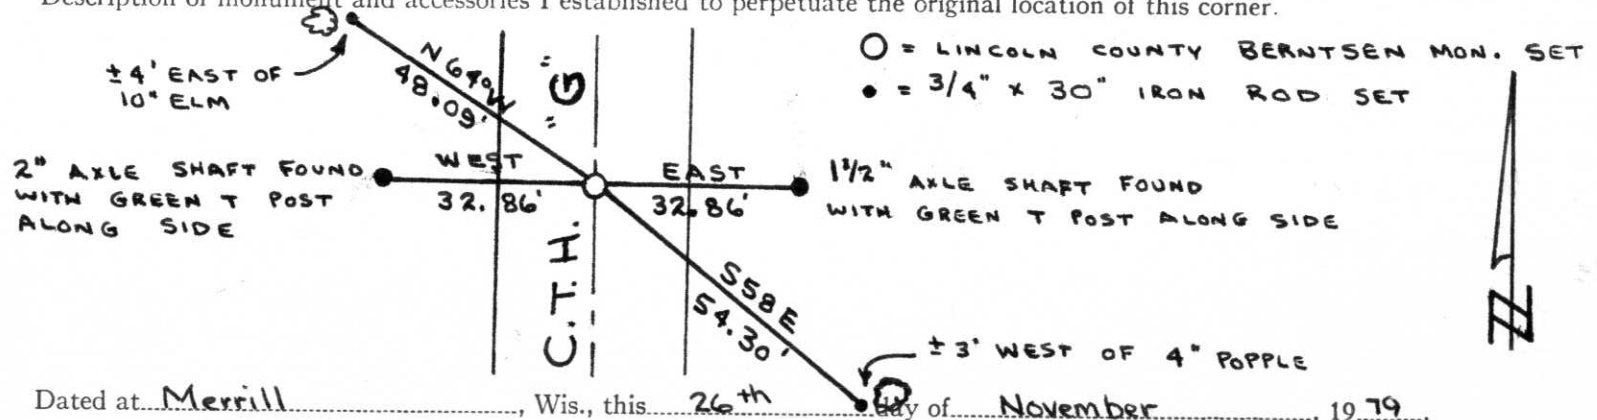 Description of monument and accessories I established to perpetuate the original location of this corner.
O = LINCOLN COUNTY BERNTSEN MON. SET
• = 3/4" x 30" IRON ROD SET
±4' EAST OF
10" ELM
N 64°W
48.09'
"G"
2" AXLE SHAFT FOUND
WITH GREEN T POST
ALONG SIDE
WEST
32.86'
EAST
32.86'
1 1/2" AXLE SHAFT FOUND
WITH GREEN T POST ALONG SIDE
C.T.H.
S58E
54.30'
N
±3' WEST OF 4" POPPLE
Dated at Merrill, Wis., this 26th day of November, 1979.